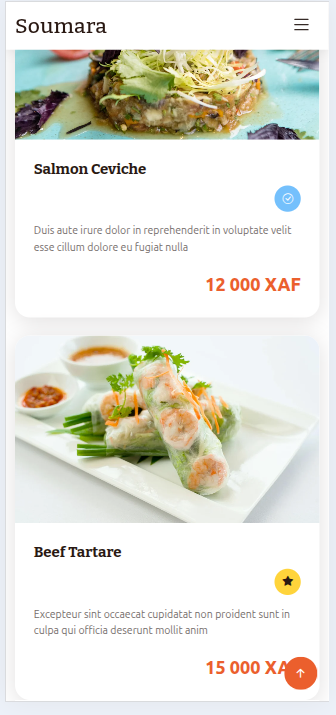 Soumara
Salmon Ceviche
Duis aute irure dolor in reprehenderit in voluptate velit
esse cillum dolore eu fugiat nulla
12 000 XAF
Beef Tartare
Excepteur sint occaecat cupidatat non proident sunt in
culpa qui officia deserunt mollit anim
15 000 XA